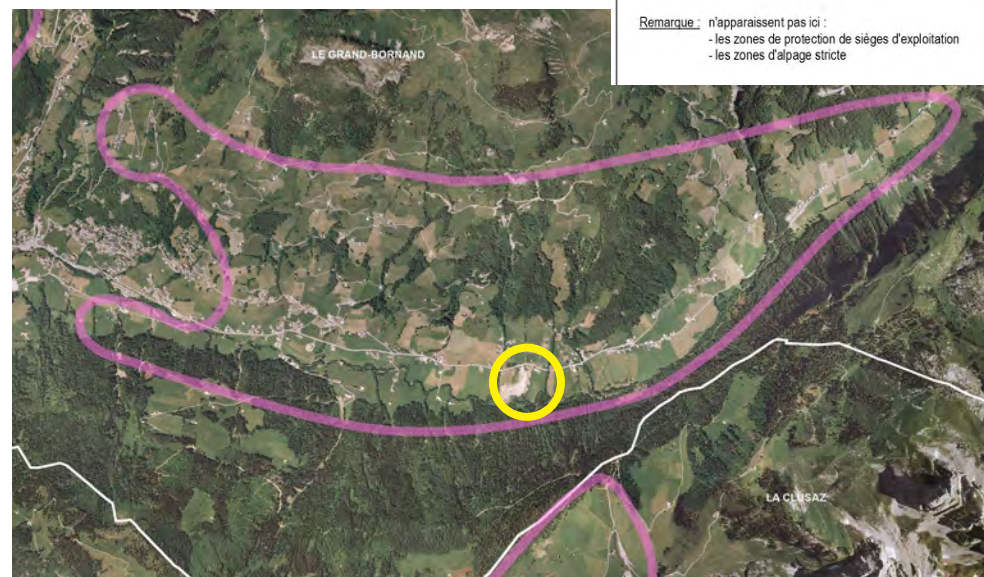 Remarque : n'apparaissent pas ici :
- les zones de protection de sièges d'exploitation
- les zones d'alpage stricte
LE GRAND-BORNAND
LA CLUSAZ